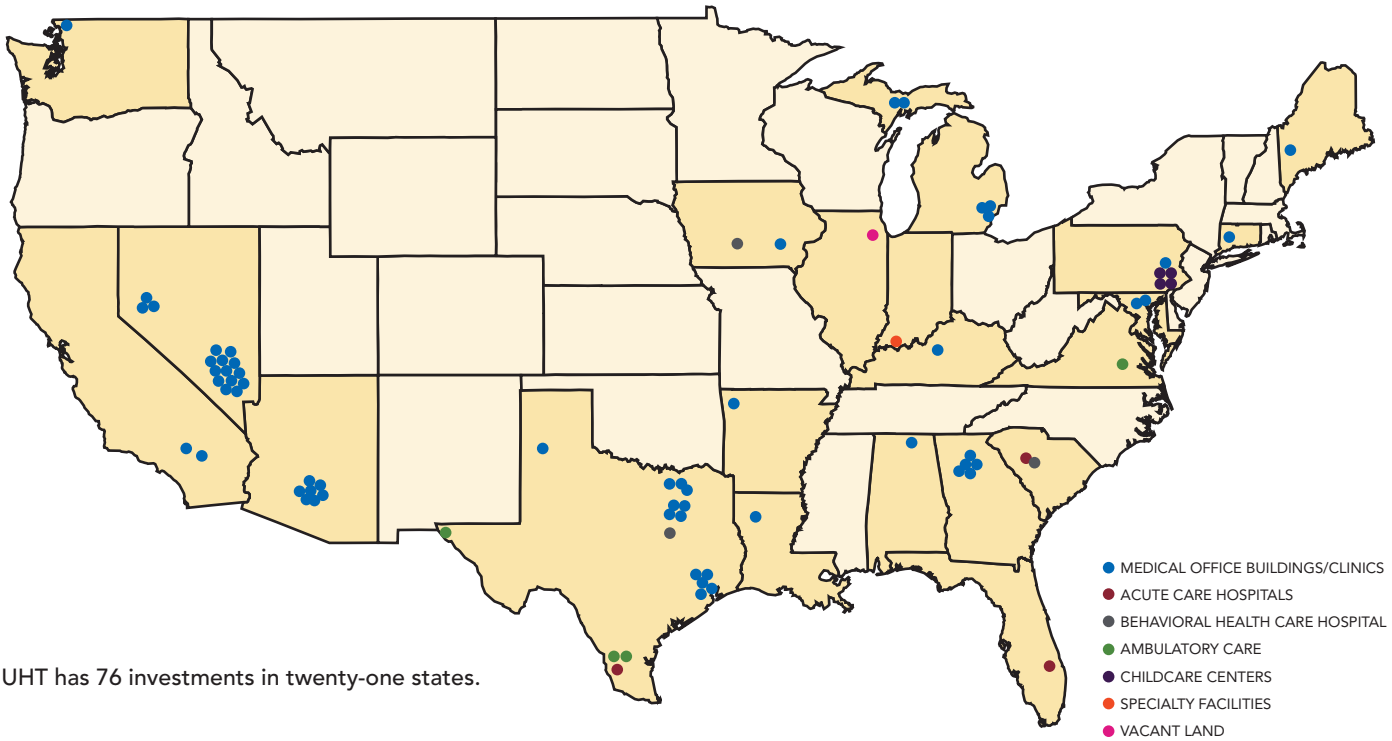 MEDICAL OFFICE BUILDINGS/CLINICS
ACUTE CARE HOSPITALS
BEHAVIORAL HEALTH CARE HOSPITAL
AMBULATORY CARE
CHILDCARE CENTERS
SPECIALTY FACILITIES
VACANT LAND
UHT has 76 investments in twenty-one states.